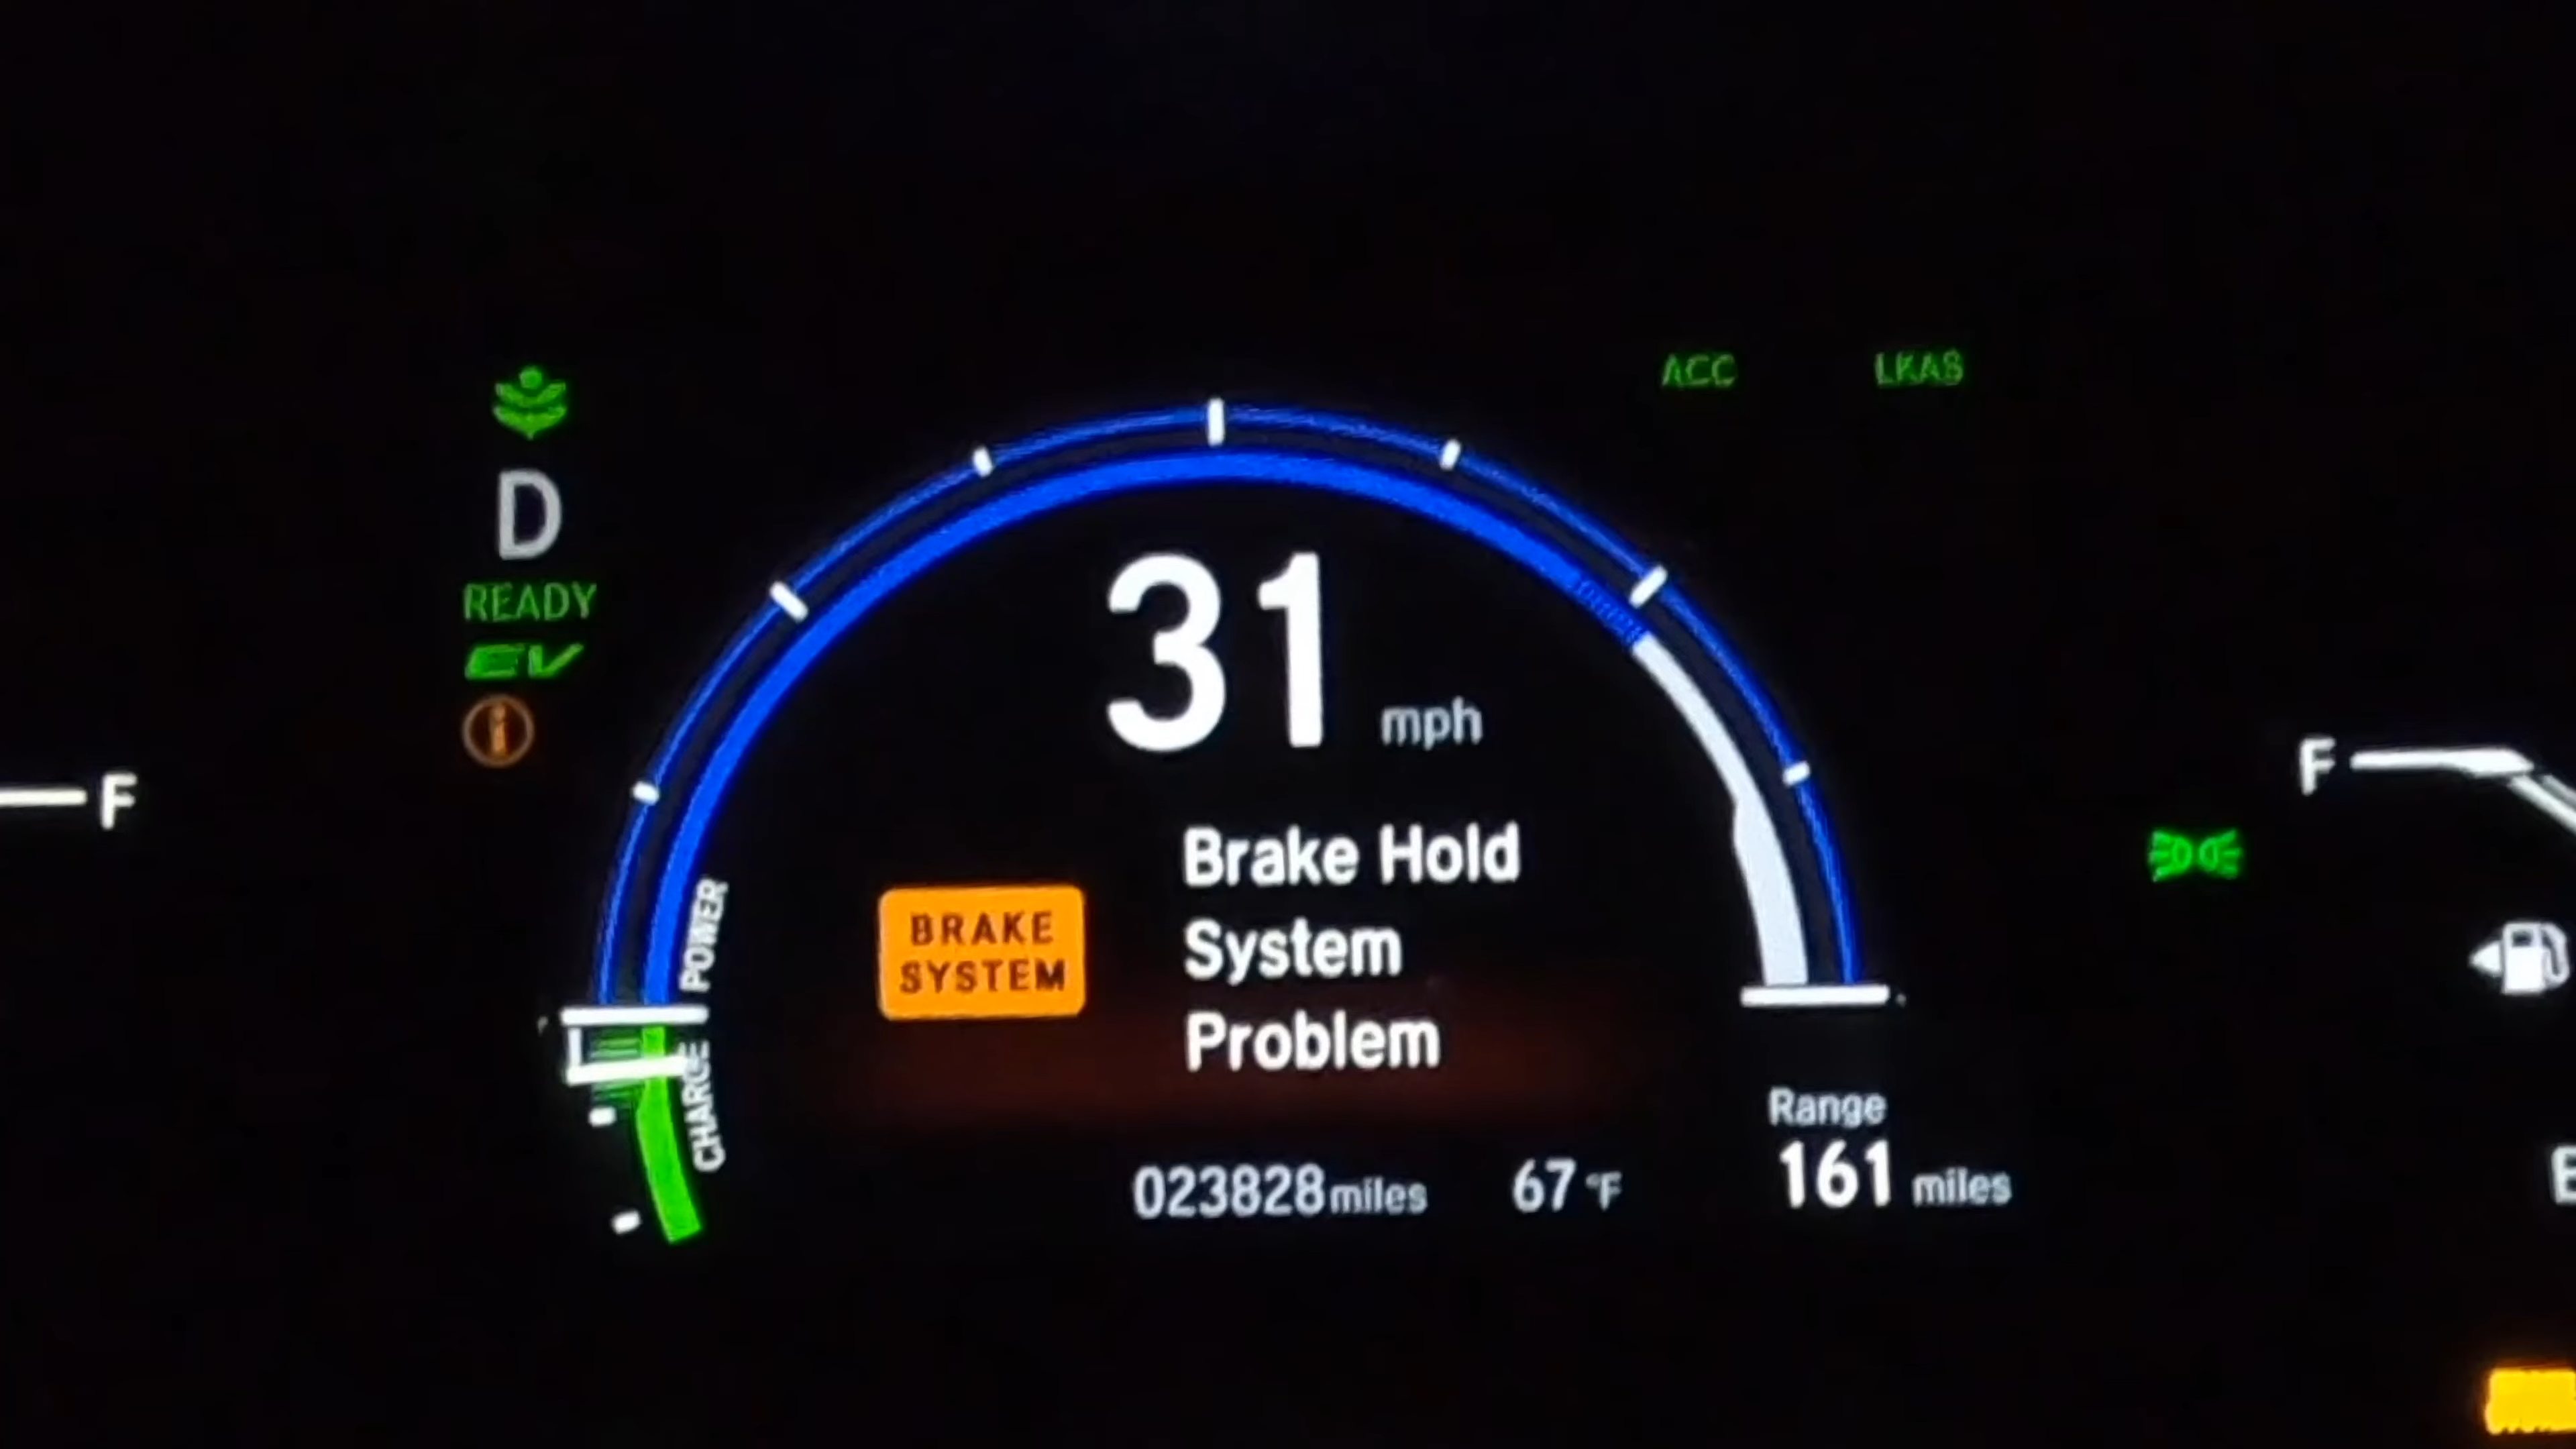 ACC LKAS
D
READY
EV
31 mph
F
F
Brake Hold
System
Problem
BRAKE
SYSTEM
POWER
CHARGE
Range
161 miles
023828 miles 67 °F